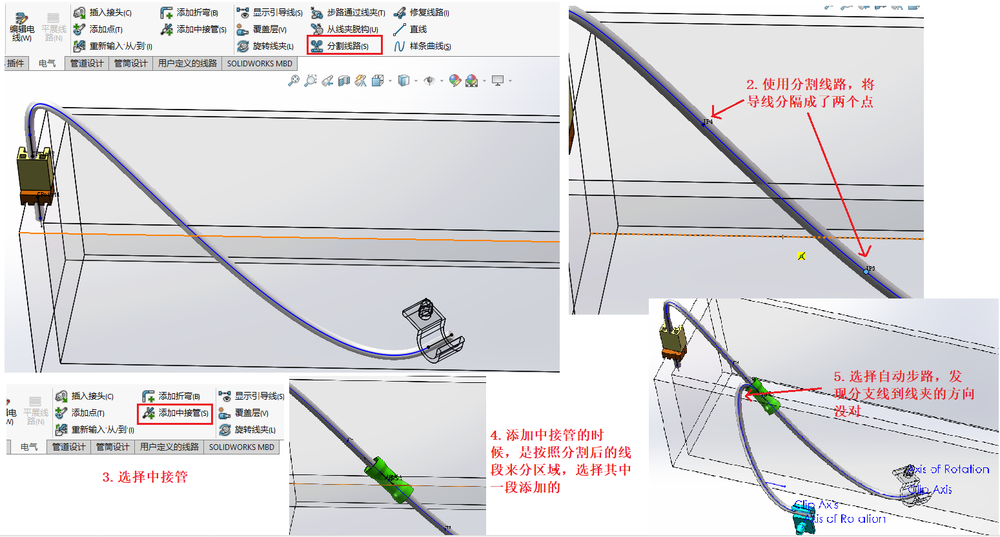 编辑电线(W)
平展线路(N)
插入接头(C)
添加点(T)
重新输入‘从/到’(I)
添加折弯(B)
添加中接管(S)
显示引导线(S)
覆盖层(V)
旋转线夹(L)
步路通过线夹(T)
从线夹脱钩(U)
分割线路(S)
修复线路(I)
直线
样条曲线(S)
插件
电气
管道设计
管筒设计
用户定义的线路
SOLIDWORKS MBD
CPoint1
2. 使用分割线路，将
导线分隔成了两个点
JP4
JP5
电
W)
平展线
路(N)
插入接头(C)
添加点(T)
重新输入‘从/到’(I)
添加折弯(B)
添加中接管(S)
显示引导线(S)
覆盖层(V)
旋转线夹(L)
电气
管道设计
管筒设计
用户定义的线路
SOLIDWORKS MBD
3. 选择中接管
4. 添加中接管的时
候，是按照分割后的线
段来分区域，选择其中
一段添加的
5. 选择自动步路，发
现分支线到线夹的方向
没对
Axis of Rotation
Clip Axis
Clip Axis
Axis of Rotation